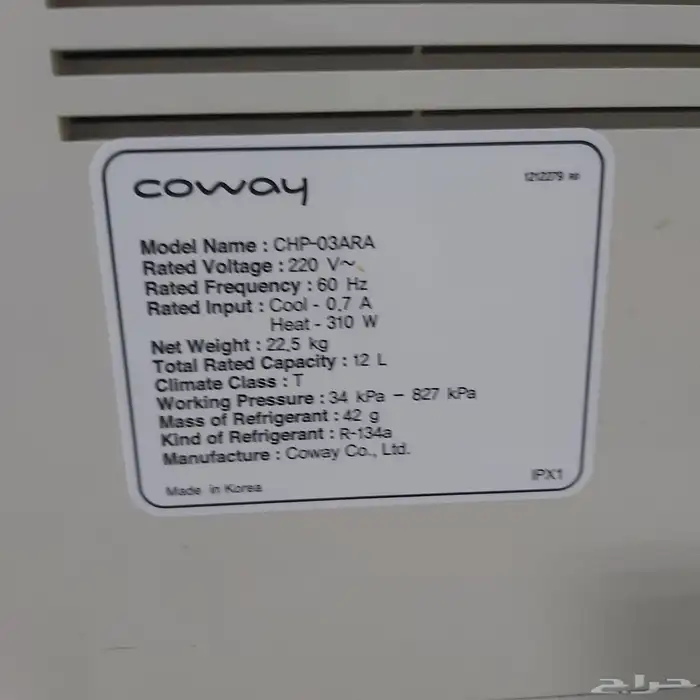 coway
1212279
Model Name : CHP-03ARA
Rated Voltage : 220 V~
Rated Frequency : 60 Hz
Rated Input : Cool - 0,7 A
Heat - 310 W
Net Weight : 22,5 kg
Total Rated Capacity : 12 L
Climate Class : T
Working Pressure : 34 kPa - 827 kPa
Mass of Refrigerant : 42 g
Kind of Refrigerant : R-134a
Manufacture : Coway Co., Ltd.
Made in Korea
IPX1
حراج